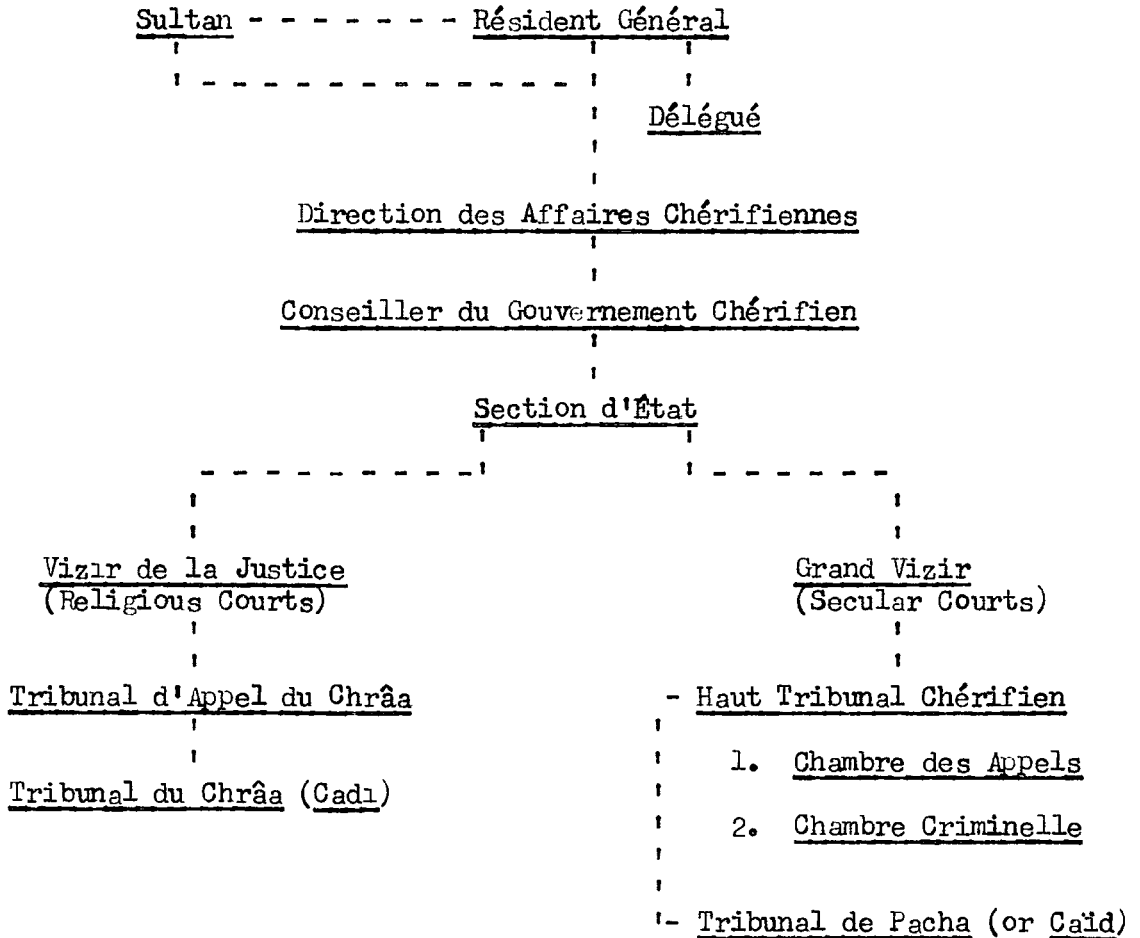 Sultan Résident Général
Délégué
Direction des Affaires Chérifiennes
Conseiller du Gouvernement Chérifien
Section d'État
Vizir de la Justice Grand Vizir
(Religious Courts) (Secular Courts)
Tribunal d'Appel du Chrâa - Haut Tribunal Chérifien
1. Chambre des Appels
Tribunal du Chrâa (Cadi)
2. Chambre Criminelle
- Tribunal de Pacha (or Caïd)